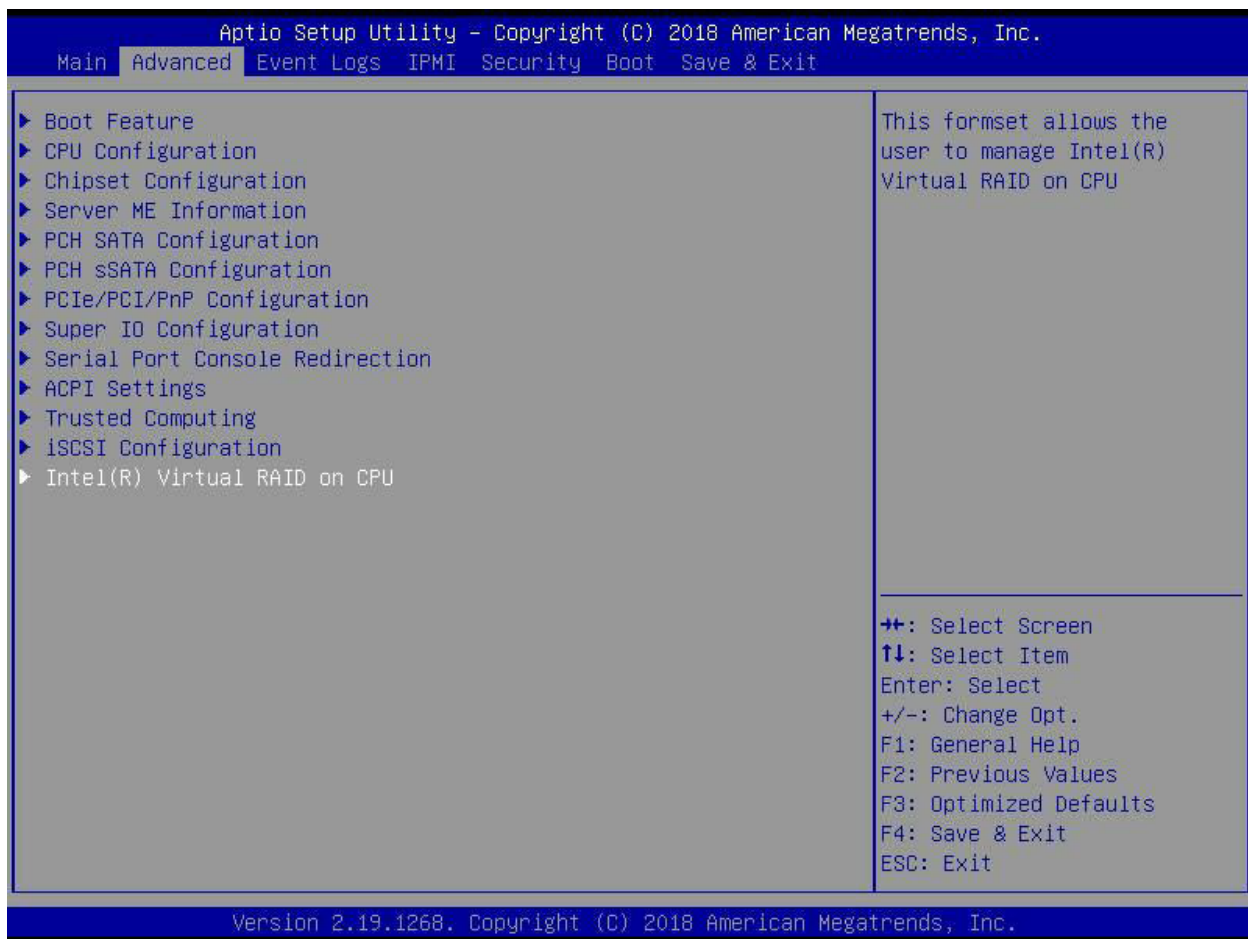 Aptio Setup Utility – Copyright (C) 2018 American Megatrends, Inc.
Main Advanced Event Logs IPMI Security Boot Save & Exit
Boot Feature
CPU Configuration
Chipset Configuration
Server ME Information
PCH SATA Configuration
PCH sSATA Configuration
PCIe/PCI/PnP Configuration
Super IO Configuration
Serial Port Console Redirection
ACPI Settings
Trusted Computing
iSCSI Configuration
Intel(R) Virtual RAID on CPU
This formset allows the
user to manage Intel(R)
Virtual RAID on CPU
→←: Select Screen
↑↓: Select Item
Enter: Select
+/-: Change Opt.
F1: General Help
F2: Previous Values
F3: Optimized Defaults
F4: Save & Exit
ESC: Exit
Version 2.19.1268. Copyright (C) 2018 American Megatrends, Inc.